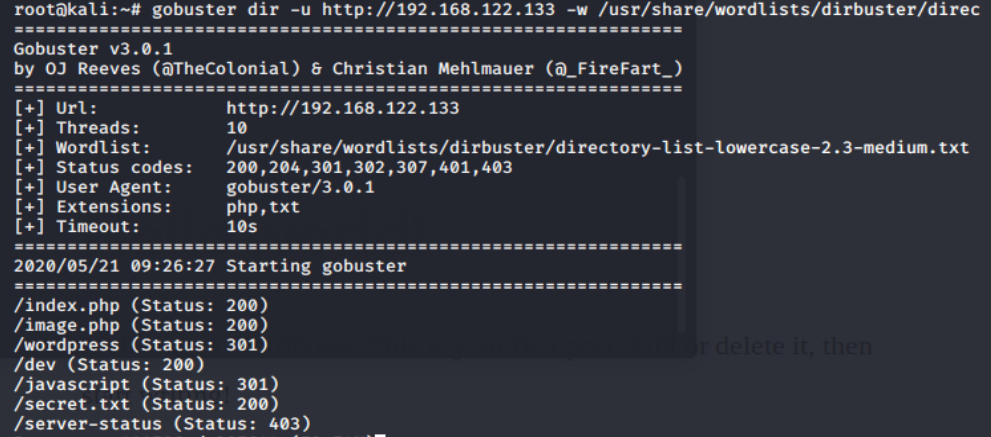 root@kali:~# gobuster dir -u http://192.168.122.133 -w /usr/share/wordlists/dirbuster/direc
===============================================================
Gobuster v3.0.1
by OJ Reeves (@TheColonial) & Christian Mehlmauer (@_FireFart_)
===============================================================
[+] Url:            http://192.168.122.133
[+] Threads:        10
[+] Wordlist:       /usr/share/wordlists/dirbuster/directory-list-lowercase-2.3-medium.txt
[+] Status codes:   200,204,301,302,307,401,403
[+] User Agent:     gobuster/3.0.1
[+] Extensions:     php,txt
[+] Timeout:        10s
===============================================================
2020/05/21 09:26:27 Starting gobuster
===============================================================
/index.php (Status: 200)
/image.php (Status: 200)
/wordpress (Status: 301)
or delete it, then
/dev (Status: 200)
/javascript (Status: 301)
/secret.txt (Status: 200)
/server-status (Status: 403)